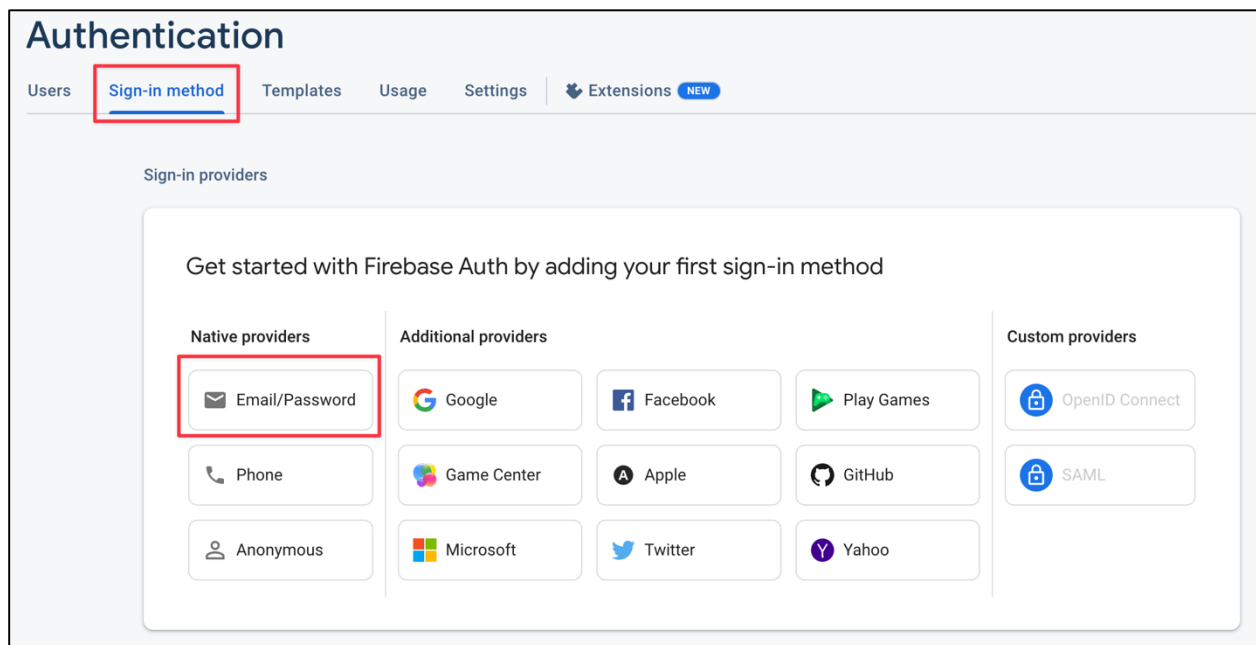 Authentication
Users Sign-in method Templates Usage Settings Extensions NEW
Sign-in providers
Get started with Firebase Auth by adding your first sign-in method
Native providers Additional providers Custom providers
Email/Password Google Facebook Play Games OpenID Connect
Phone Game Center Apple GitHub SAML
Anonymous Microsoft Twitter Yahoo